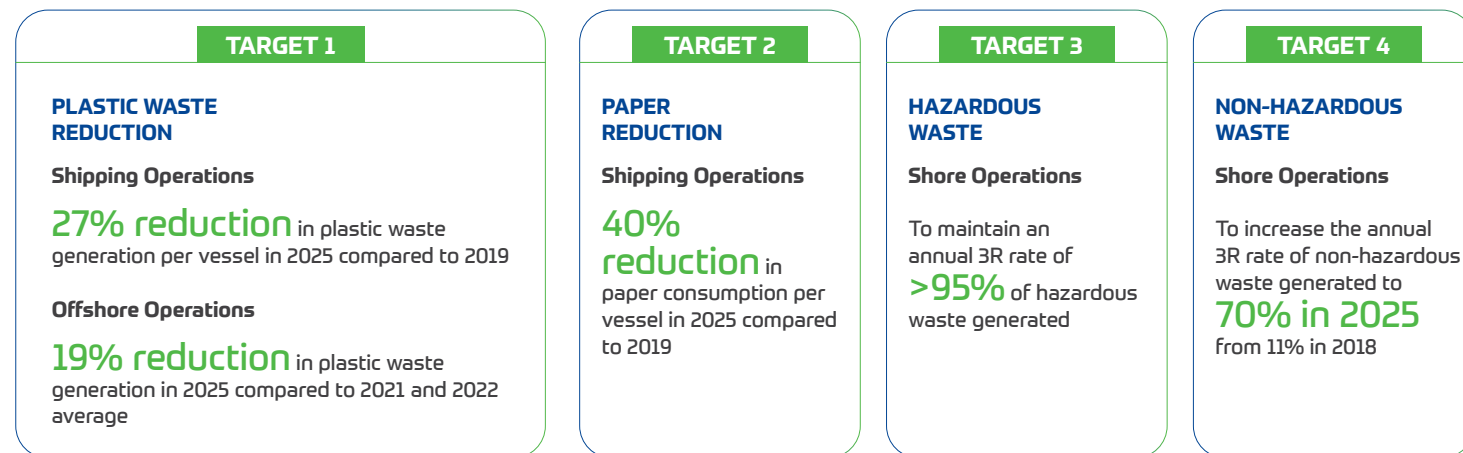 TARGET 1
PLASTIC WASTE
REDUCTION
Shipping Operations
27% reduction in plastic waste
generation per vessel in 2025 compared to 2019
Offshore Operations
19% reduction in plastic waste
generation in 2025 compared to 2021 and 2022
average
TARGET 2
PAPER
REDUCTION
Shipping Operations
40%
reduction in
paper consumption per
vessel in 2025 compared
to 2019
TARGET 3
HAZARDOUS
WASTE
Shore Operations
To maintain an
annual 3R rate of
>95% of hazardous
waste generated
TARGET 4
NON-HAZARDOUS
WASTE
Shore Operations
To increase the annual
3R rate of non-hazardous
waste generated to
70% in 2025
from 11% in 2018